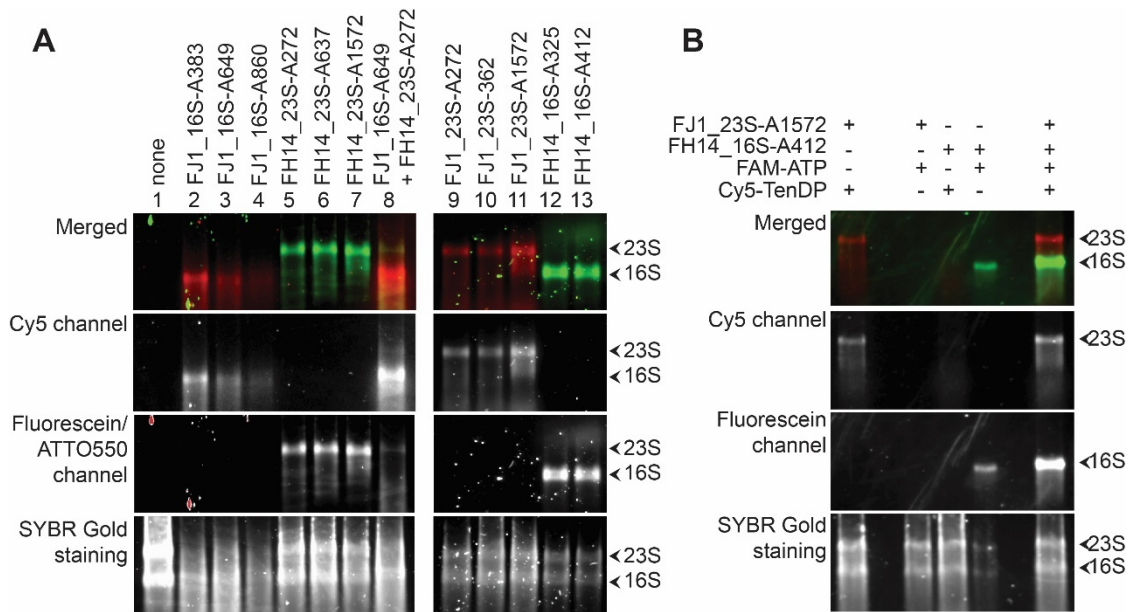 A
none
FJ1_16S-A383
FJ1_16S-A649
FJ1_16S-A860
FH14_23S-A272
FH14_23S-A637
FH14_23S-A1572
FJ1_16S-A649
+ FH14_23S-A272
FJ1_23S-A272
FJ1_23S-362
FJ1_23S-A1572
FH14_16S-A325
FH14_16S-A412
1 2 3 4 5 6 7 8 9 10 11 12 13
Merged
23S
16S
Cy5 channel
23S
16S
Fluorescein/
ATTO550
channel
23S
16S
SYBR Gold
staining
23S
16S
B
FJ1_23S-A1572 + + - - +
FH14_16S-A412 - - + + +
FAM-ATP - + - + +
Cy5-TenDP + - + - +
Merged
23S
16S
Cy5 channel
23S
Fluorescein
channel
16S
SYBR Gold
staining
23S
16S